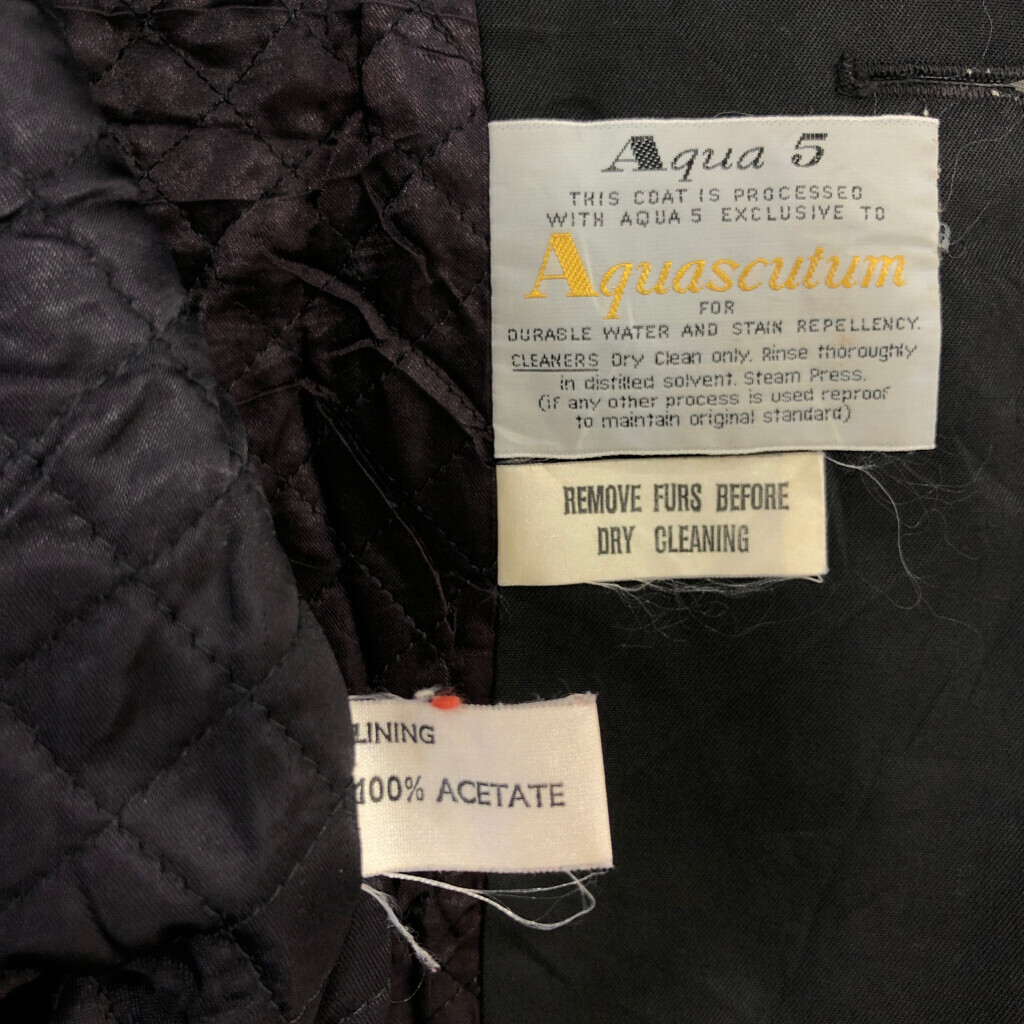 Aqua 5
THIS COAT IS PROCESSED
WITH AQUA 5 EXCLUSIVE TO
Aquascutum
FOR
DURABLE WATER AND STAIN REPELLENCY.
CLEANERS Dry Clean only. Rinse thoroughly
in distilled solvent. Steam Press.
(if any other process is used reproof
to maintain original standard)
REMOVE FURS BEFORE
DRY CLEANING
LINING
100% ACETATE